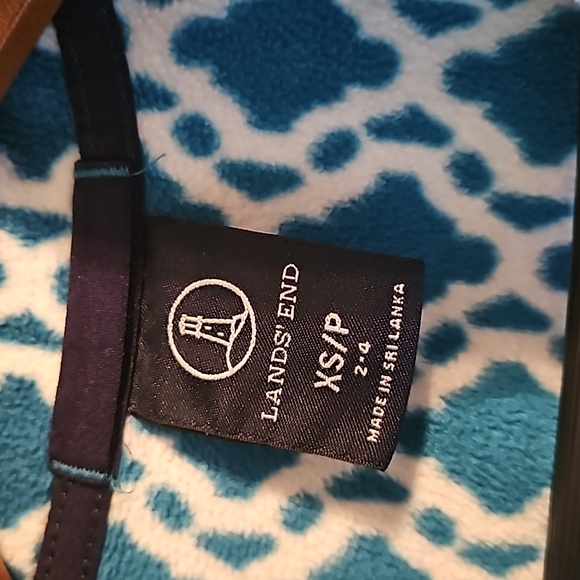 LANDS' END
XS/P
2-4
MADE IN SRI LANKA